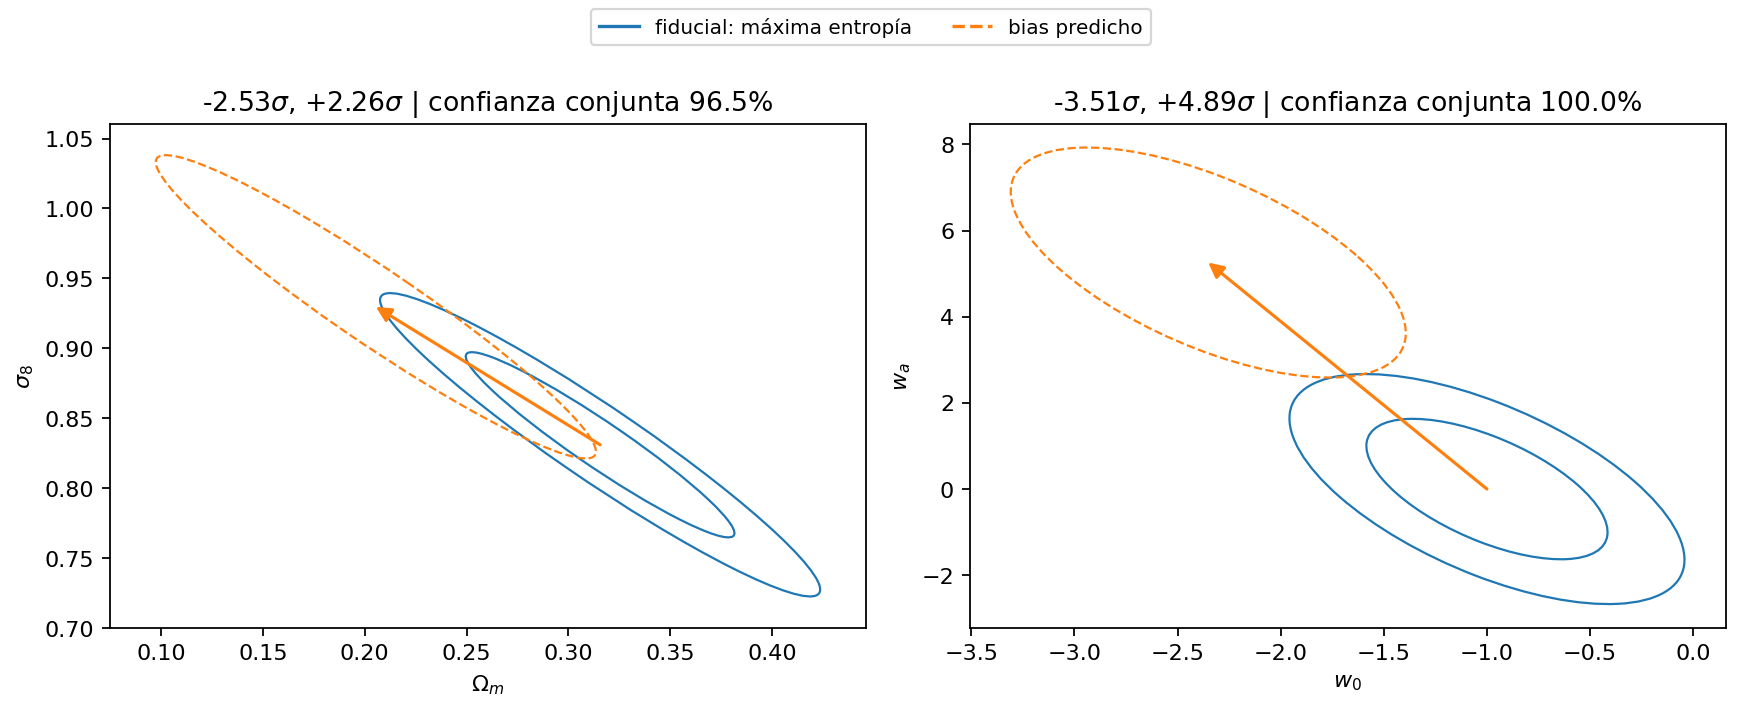 fiducial: máxima entropía
bias predicho
-2.53σ, +2.26σ | confianza conjunta 96.5%
-3.51σ, +4.89σ | confianza conjunta 100.0%
1.05
1.00
0.95
0.90
0.85
0.80
0.75
0.70
σ8
0.10 0.15 0.20 0.25 0.30 0.35 0.40
Ωm
8
6
4
2
0
−2
wa
−3.5 −3.0 −2.5 −2.0 −1.5 −1.0 −0.5 0.0
w0